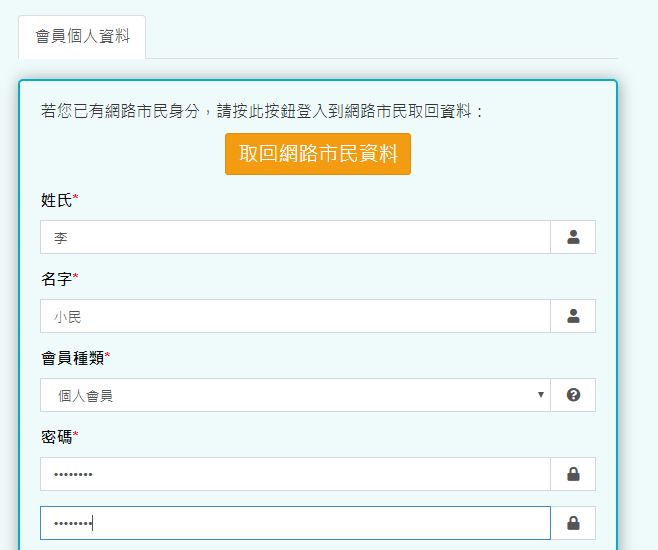 會員個人資料
若您已有網路市民身分，請按此按鈕登入到網路市民取回資料：
取回網路市民資料
姓氏*
李
名字*
小民
會員種類*
個人會員
密碼*
••••••••
••••••••